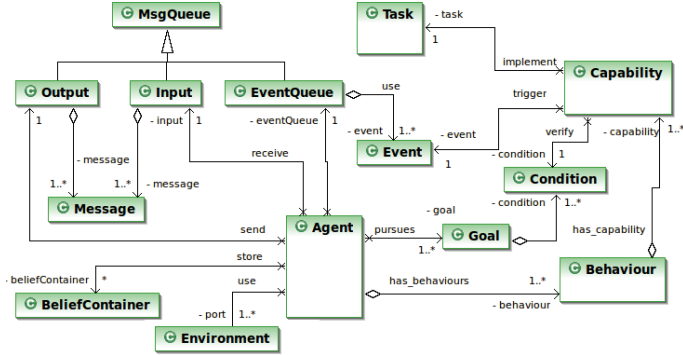 C MsgQueue
C Task
- task
1
implement
C Capability
C Output
C Input
C EventQueue
use
trigger
1
- input
1
- eventQueue
1
- event
1..*
- event
1
verify
- capability
1..*
C Event
- message
- condition
1
receive
C Condition
1..*
1..*
- message
- condition
1..*
C Message
- goal
C Agent
send
pursues
C Goal
has_capability
1..*
store
- beliefContainer
*
use
has_behaviours
1..*
C Behaviour
C BeliefContainer
- behaviour
- port
1..*
C Environment